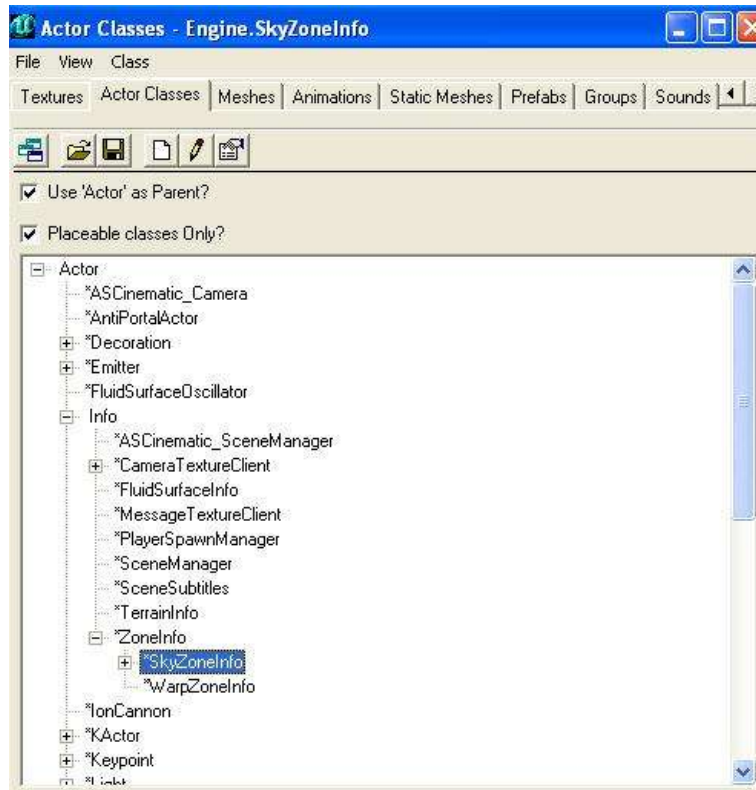 Actor Classes - Engine.SkyZoneInfo
File View Class
Textures Actor Classes Meshes Animations Static Meshes Prefabs Groups Sounds
Use 'Actor' as Parent?
Placeable classes Only?
Actor
*ASCinematic_Camera
*AntiPortalActor
*Decoration
*Emitter
*FluidSurfaceOscillator
Info
*ASCinematic_SceneManager
*CameraTextureClient
*FluidSurfaceInfo
*MessageTextureClient
*PlayerSpawnManager
*SceneManager
*SceneSubtitles
*TerrainInfo
*ZoneInfo
*SkyZoneInfo
*WarpZoneInfo
*IonCannon
*KActor
*Keypoint
*Light